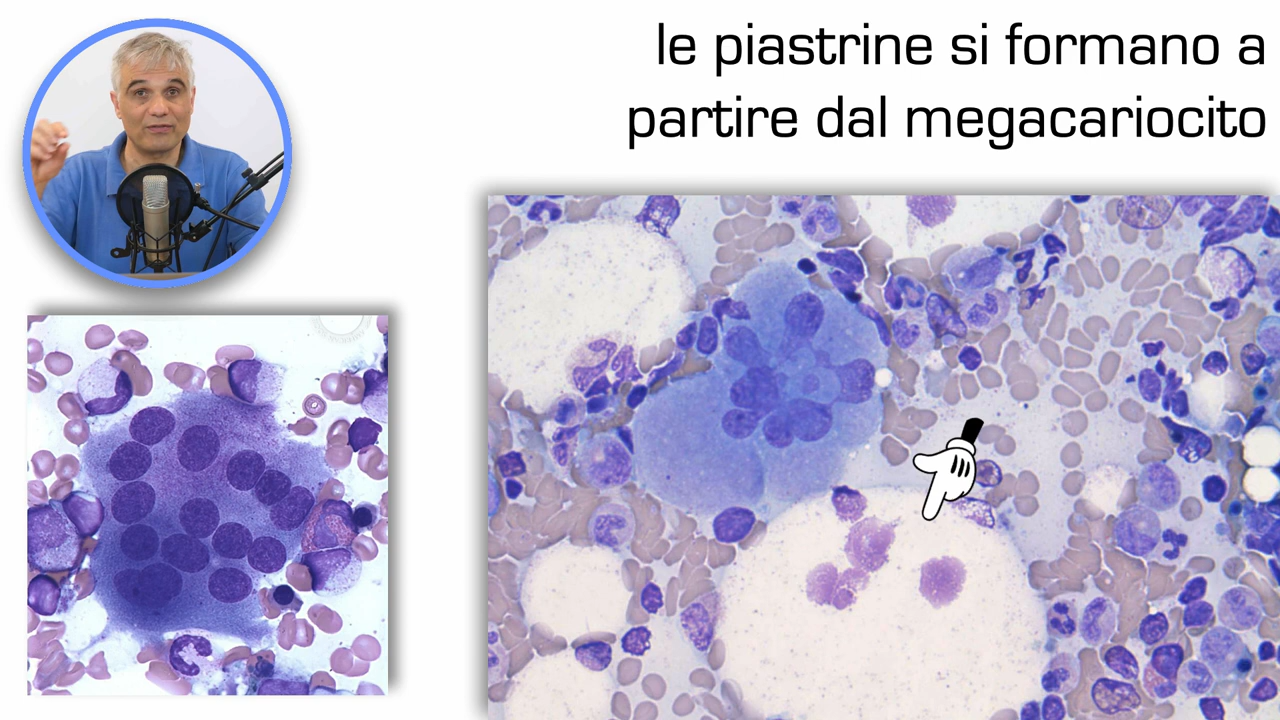 le piastrine si formano a
partire dal megacariocito